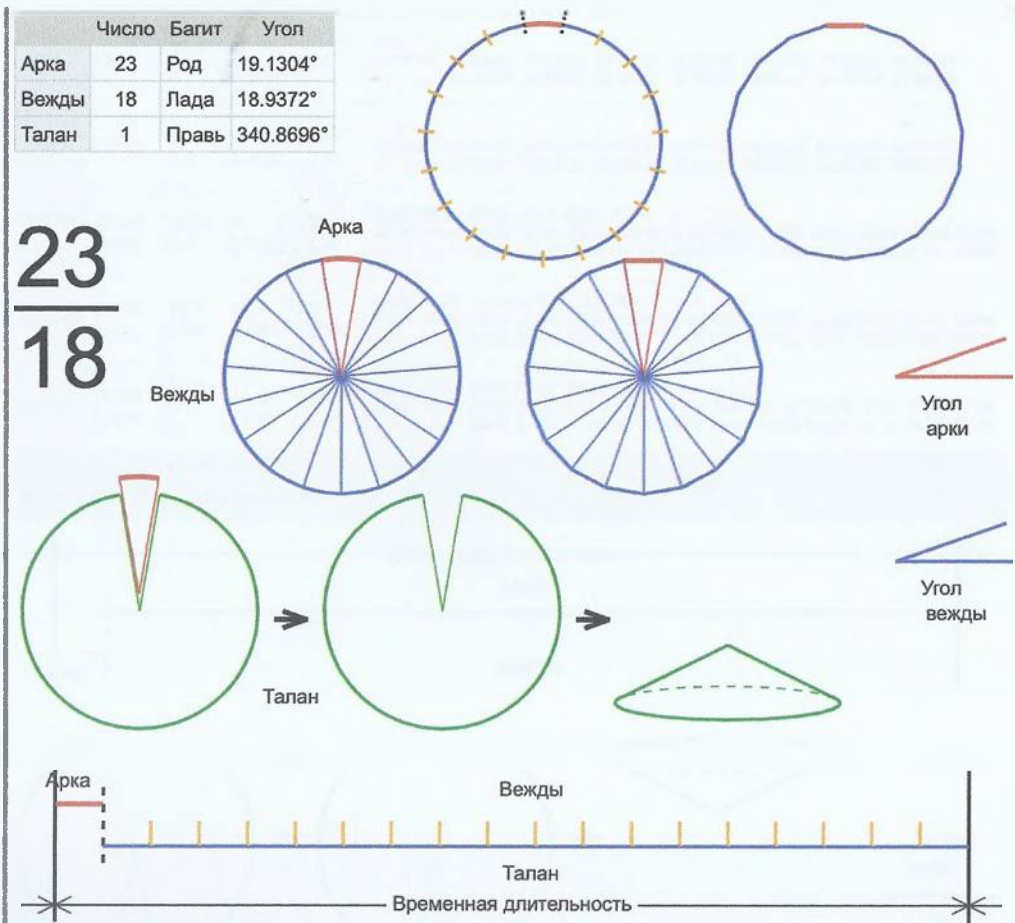 Число Багит Угол
Арка 23 Род 19.1304°
Вежды 18 Лада 18.9372°
Талан 1 Правь 340.8696°
23
18
Арка
Вежды
Угол
арки
Угол
вежды
Талан
Арка
Вежды
Талан
Временная длительность